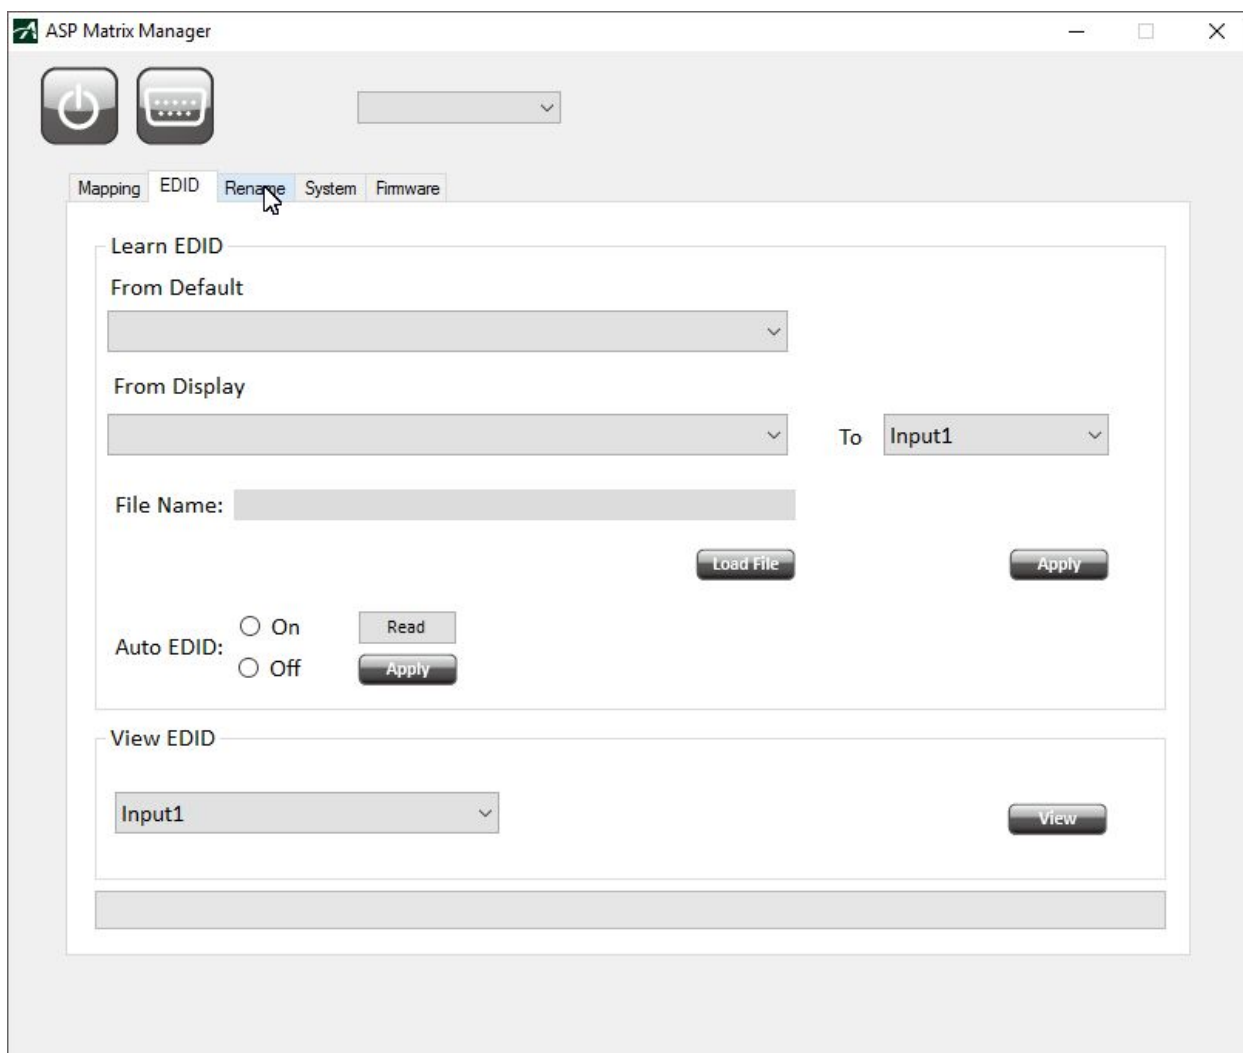 ASP Matrix Manager
Mapping EDID Rename System Firmware
Learn EDID
From Default
From Display
To Input1
File Name:
Load File Apply
On Read
Auto EDID:
Off Apply
View EDID
Input1 View